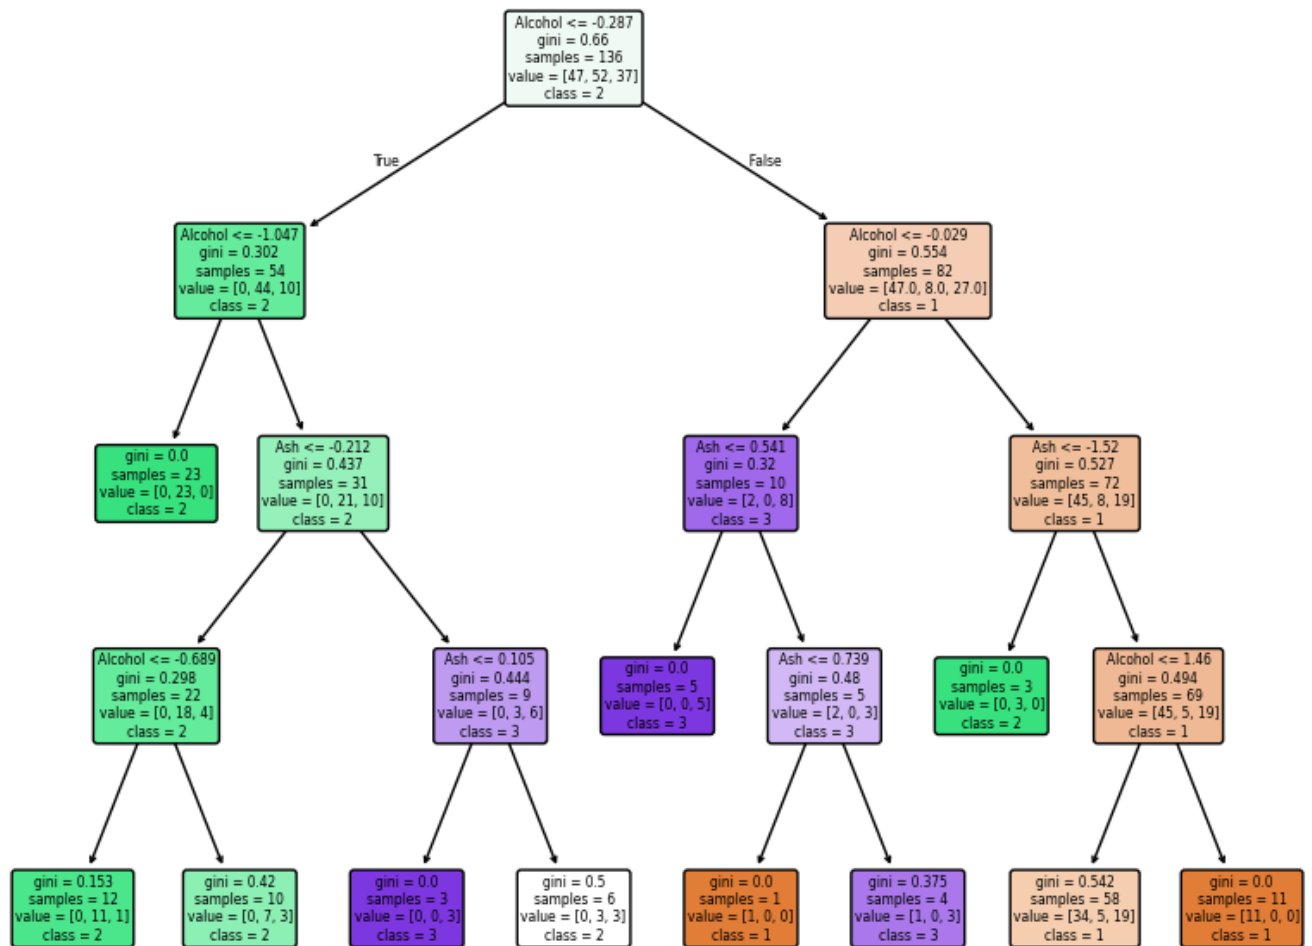 Alcohol <= -0.287
gini = 0.66
samples = 136
value = [47, 52, 37]
class = 2
True
False
Alcohol <= -1.047
gini = 0.302
samples = 54
value = [0, 44, 10]
class = 2
Alcohol <= -0.029
gini = 0.554
samples = 82
value = [47.0, 8.0, 27.0]
class = 1
gini = 0.0
samples = 23
value = [0, 23, 0]
class = 2
Ash <= -0.212
gini = 0.437
samples = 31
value = [0, 21, 10]
class = 2
Ash <= 0.541
gini = 0.32
samples = 10
value = [2, 0, 8]
class = 3
Ash <= -1.52
gini = 0.527
samples = 72
value = [45, 8, 19]
class = 1
Alcohol <= -0.689
gini = 0.298
samples = 22
value = [0, 18, 4]
class = 2
Ash <= 0.105
gini = 0.444
samples = 9
value = [0, 3, 6]
class = 3
gini = 0.0
samples = 5
value = [0, 0, 5]
class = 3
Ash <= 0.739
gini = 0.48
samples = 5
value = [2, 0, 3]
class = 3
gini = 0.0
samples = 3
value = [0, 3, 0]
class = 2
Alcohol <= 1.46
gini = 0.494
samples = 69
value = [45, 5, 19]
class = 1
gini = 0.153
samples = 12
value = [0, 11, 1]
class = 2
gini = 0.42
samples = 10
value = [0, 7, 3]
class = 2
gini = 0.0
samples = 3
value = [0, 0, 3]
class = 3
gini = 0.5
samples = 6
value = [0, 3, 3]
class = 2
gini = 0.0
samples = 1
value = [1, 0, 0]
class = 1
gini = 0.375
samples = 4
value = [1, 0, 3]
class = 3
gini = 0.542
samples = 58
value = [34, 5, 19]
class = 1
gini = 0.0
samples = 11
value = [11, 0, 0]
class = 1